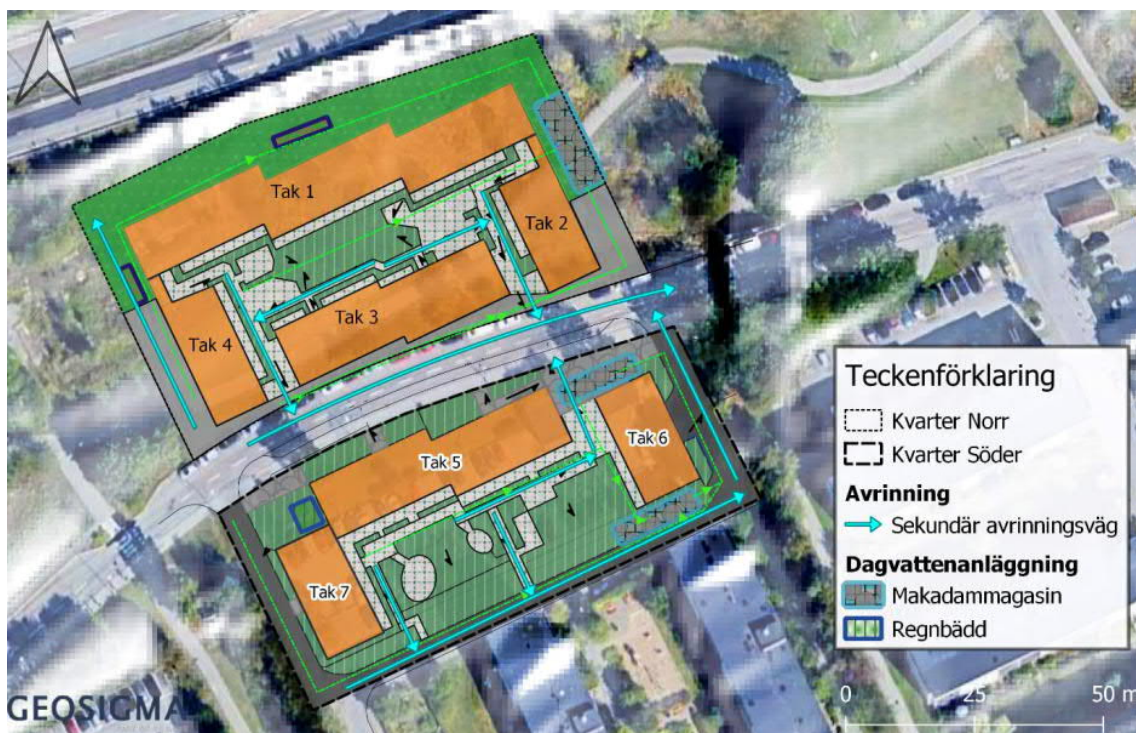 Tak 1
Tak 2
Tak 3
Tak 4
Tak 5
Tak 6
Tak 7
Teckenförklaring
Kvarter Norr
Kvarter Söder
Avrinning
Sekundär avrinningsväg
Dagvattenanläggning
Makadammagasin
Regnbädd
0 25 50 m
GEOSIGMA